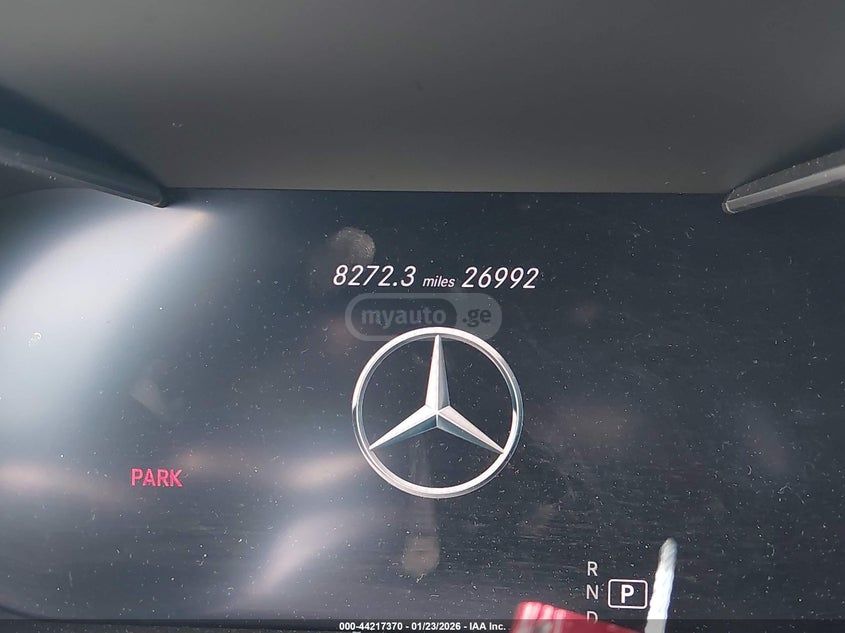 8272.3 miles 26992
myauto .ge
PARK
R
N P
D
000-44217370 - 01/23/2026 - IAA Inc.